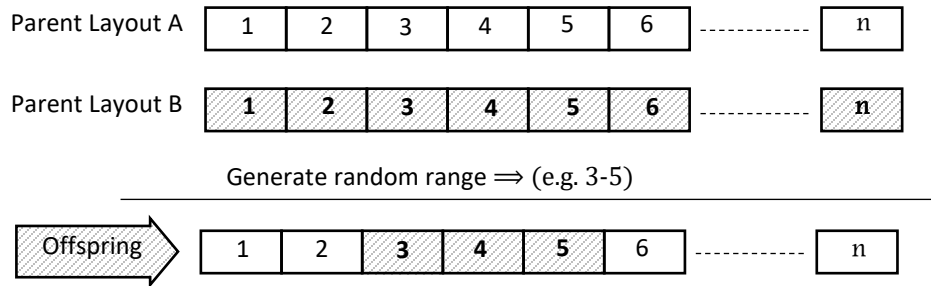 Parent Layout A 1 2 3 4 5 6 ------------ n
Parent Layout B 1 2 3 4 5 6 ------------ n
Generate random range ⟹ (e.g. 3-5)
Offspring 1 2 3 4 5 6 ------------ n